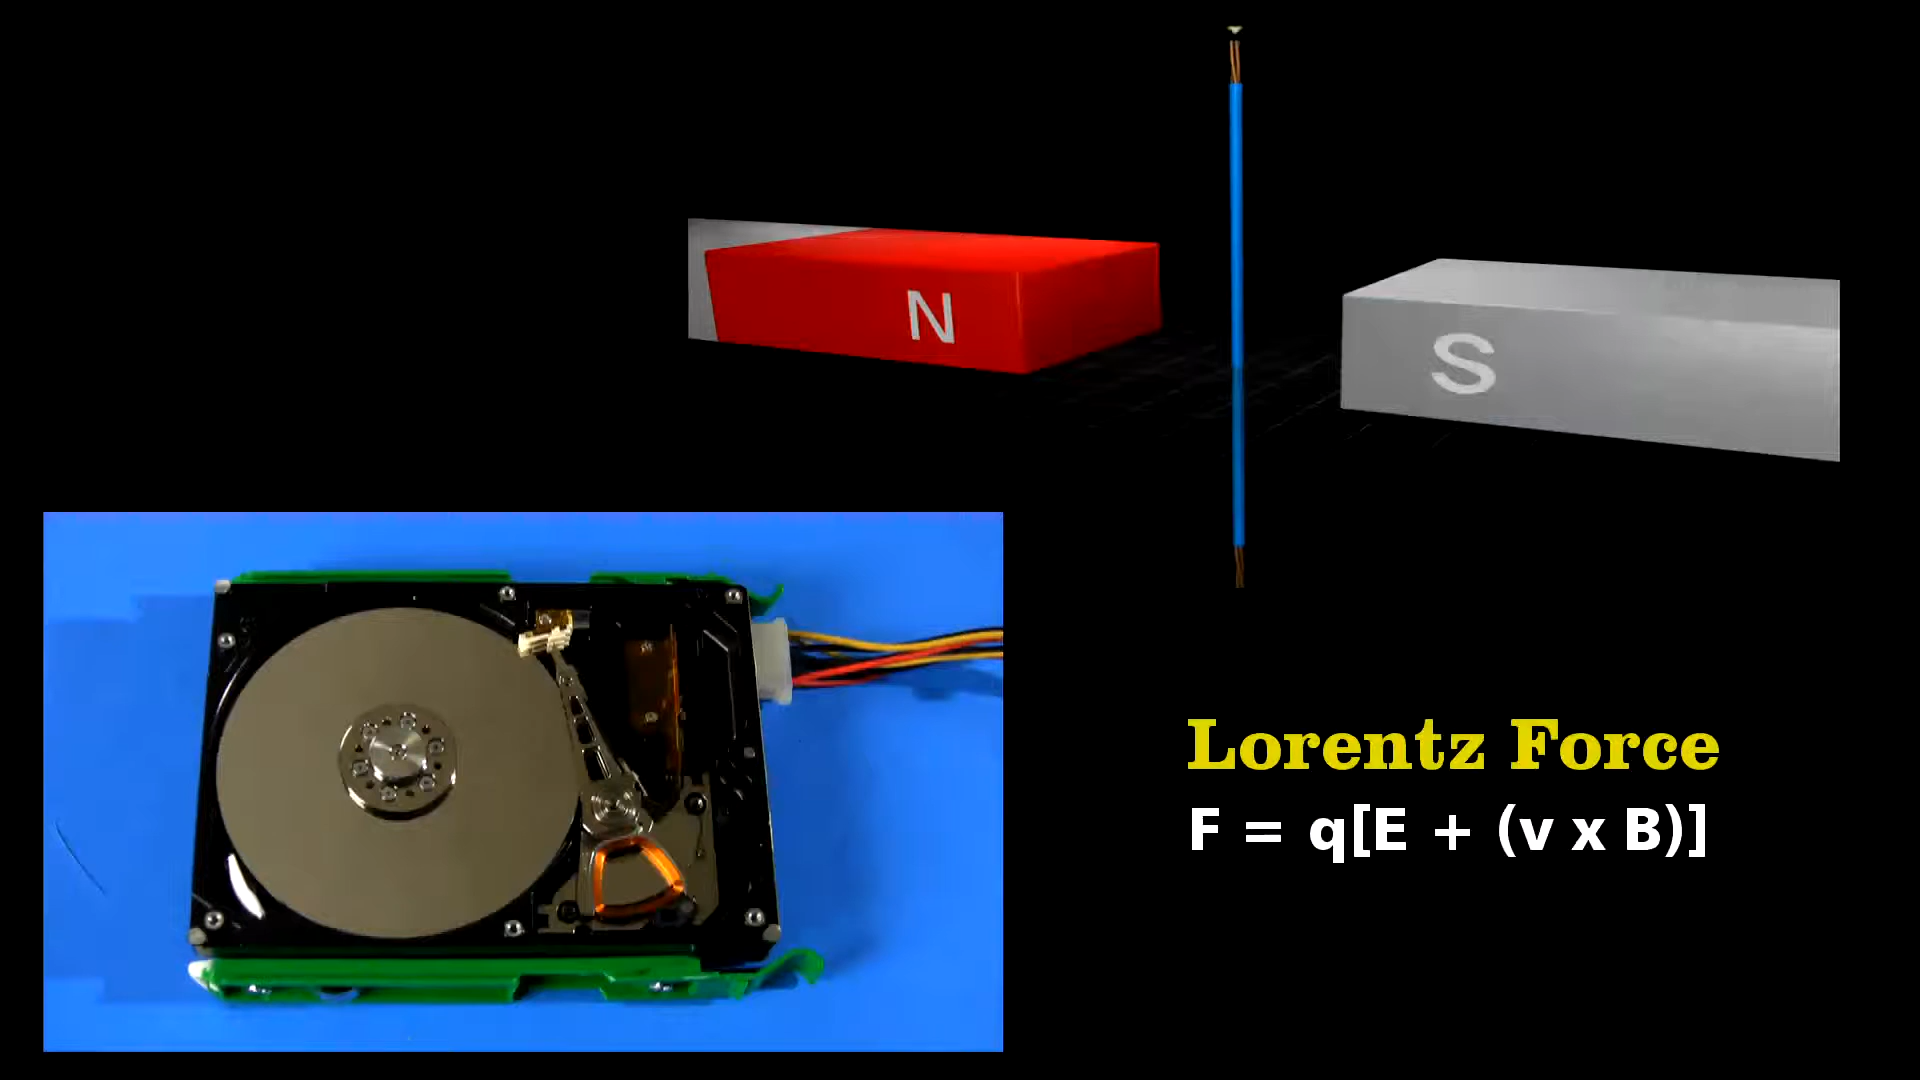 N
S
Lorentz Force
F = q[E + (v x B)]